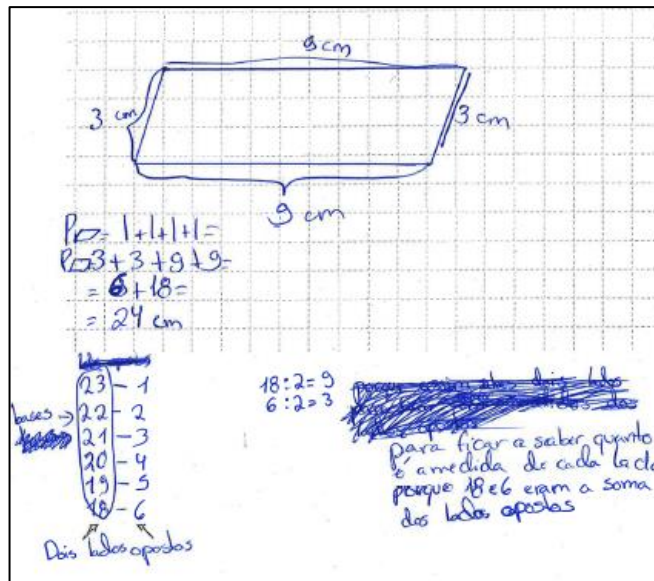 9 cm
3 cm
3 cm
9 cm
P▱= l+l+l+l=
P▱3+3+9+9=
= 6+18=
= 24 cm
23-1
bases → 22-2
21-3
20-4
19-5
18-6
Dois lados opostos
18:2=9
6:2=3
para ficar a saber quanto
é a medida de cada lado
porque 18 e 6 eram a soma
dos lados opostos